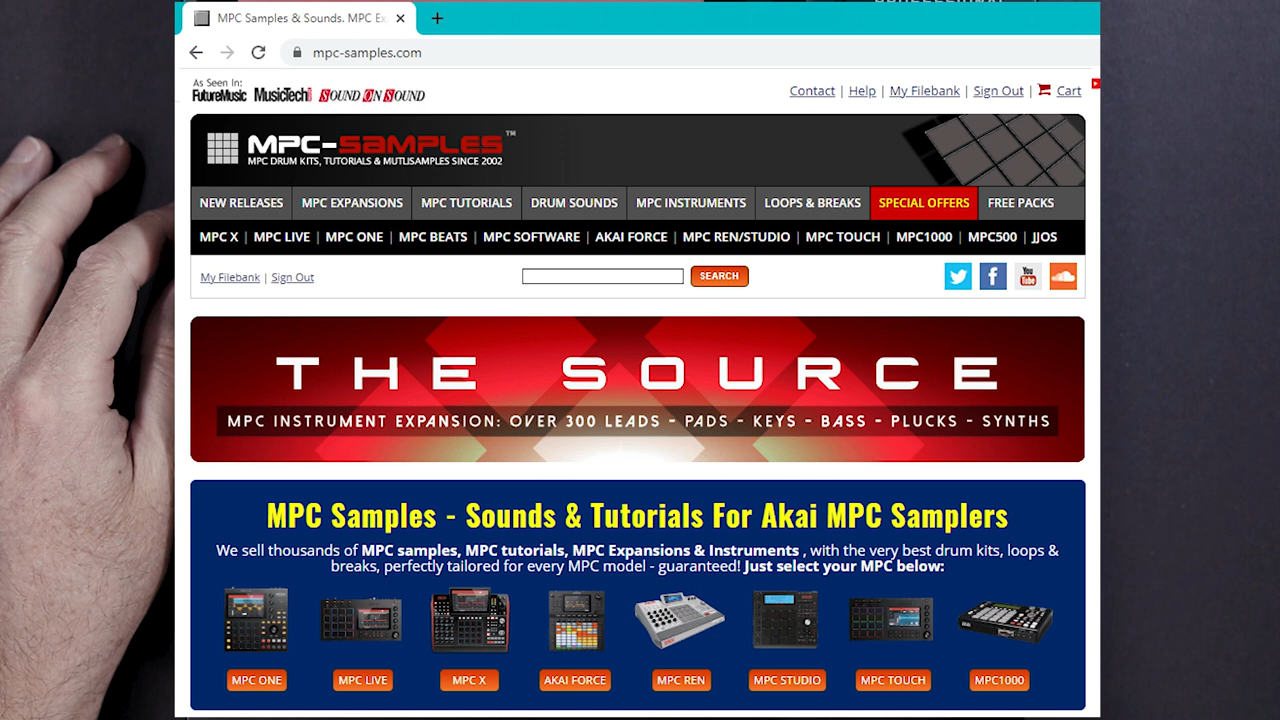 MPC Samples & Sounds. MPC Ex
mpc-samples.com
As Seen In:
FutureMusic MusicTech SOUND ON SOUND
Contact | Help | My Filebank | Sign Out | Cart
MPC-SAMPLES™
MPC DRUM KITS, TUTORIALS & MUTLISAMPLES SINCE 2002
NEW RELEASES MPC EXPANSIONS MPC TUTORIALS DRUM SOUNDS MPC INSTRUMENTS LOOPS & BREAKS SPECIAL OFFERS FREE PACKS
MPC X | MPC LIVE | MPC ONE | MPC BEATS | MPC SOFTWARE | AKAI FORCE | MPC REN/STUDIO | MPC TOUCH | MPC1000 | MPC500 | JJOS
My Filebank | Sign Out SEARCH You Tube
THE SOURCE
MPC INSTRUMENT EXPANSION: OVER 300 LEADS - PADS - KEYS - BASS - PLUCKS - SYNTHS
MPC Samples - Sounds & Tutorials For Akai MPC Samplers
We sell thousands of MPC samples, MPC tutorials, MPC Expansions & Instruments , with the very best drum kits, loops &
breaks, perfectly tailored for every MPC model - guaranteed! Just select your MPC below:
MPC ONE MPC LIVE MPC X AKAI FORCE MPC REN MPC STUDIO MPC TOUCH MPC1000